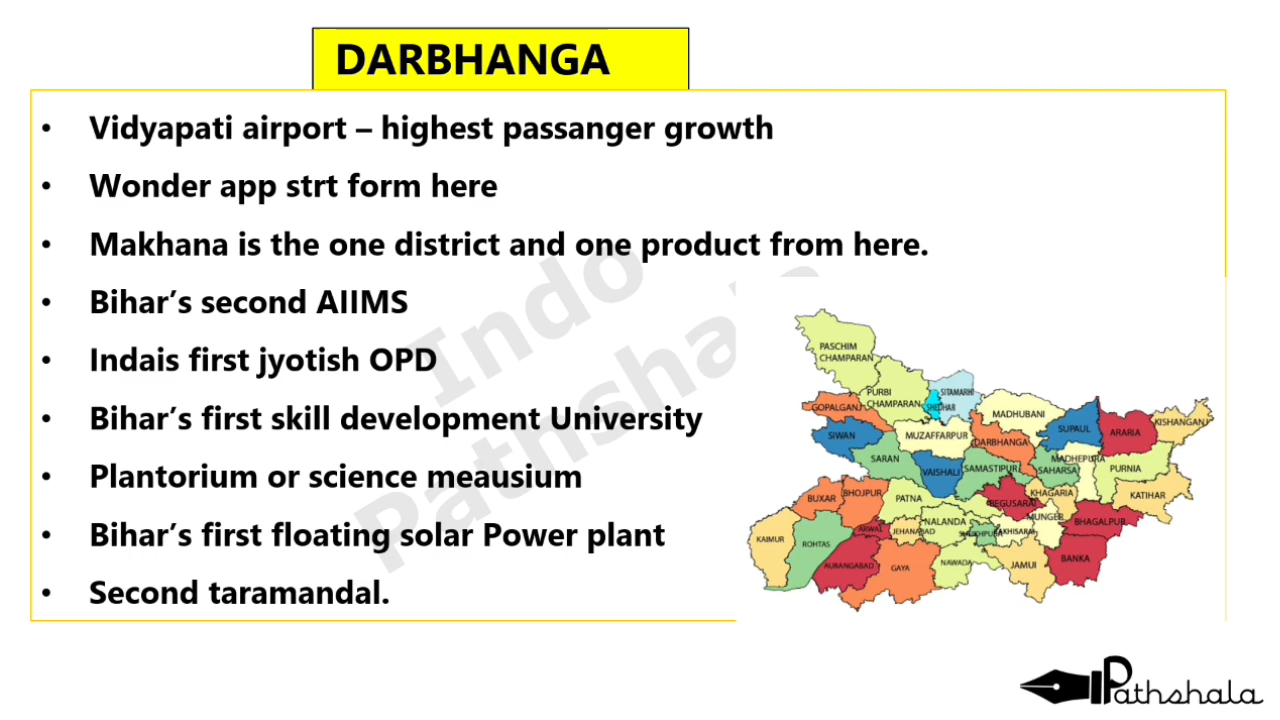 DARBHANGA
• Vidyapati airport – highest passanger growth
• Wonder app strt form here
• Makhana is the one district and one product from here.
• Bihar’s second AIIMS
• Indais first jyotish OPD
• Bihar’s first skill development University
• Plantorium or science meausium
• Bihar’s first floating solar Power plant
• Second taramandal.
Indo
Pathshala
PASCHIM
CHAMPARAN
PURBI
CHAMPARAN
SITAMARHI
SHEOHAR
GOPALGANJ
MADHUBANI
KISHANGANJ
SIWAN
MUZAFFARPUR
DARBHANGA
SUPAUL
ARARIA
SARAN
VAISHALI
SAMASTIPUR
MADHEPURA
SAHARSA
PURNIA
BUXAR
BHOJPUR
PATNA
BEGUSARAI
KHAGARIA
KATIHAR
NALANDA
MUNGER
BHAGALPUR
KAIMUR
ROHTAS
ARWAL
JEHANABAD
LAKHISARAI
AURANGABAD
GAYA
NAWADA
JAMUI
BANKA
Pathshala